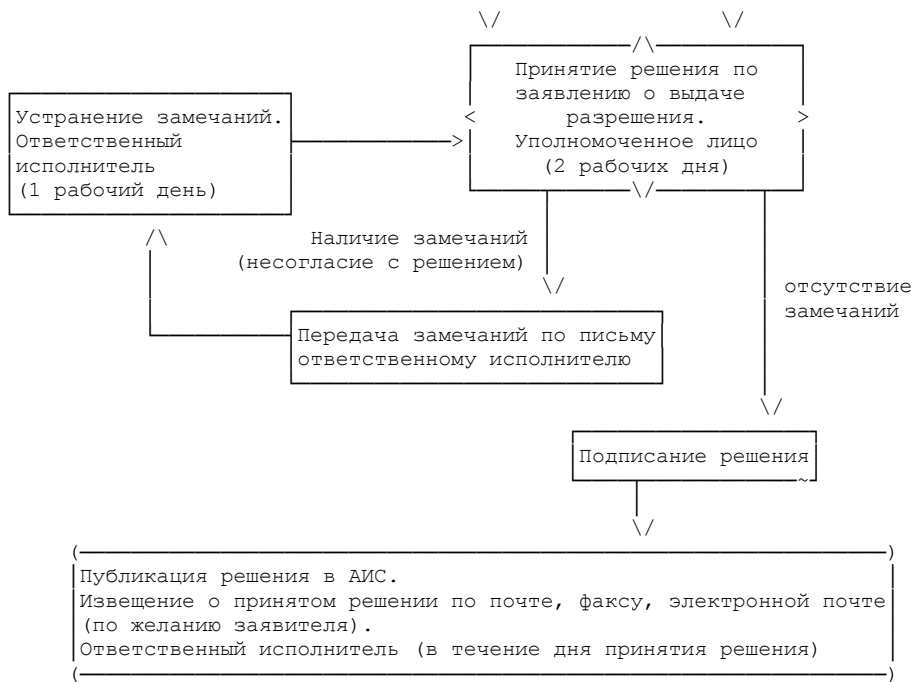 Принятие решения по
заявлению о выдаче
разрешения.
Уполномоченное лицо
(2 рабочих дня)
Устранение замечаний.
Ответственный
исполнитель
(1 рабочий день)
Наличие замечаний
(несогласие с решением)
отсутствие
замечаний
Передача замечаний по письму
ответственному исполнителю
Подписание решения
Публикация решения в АИС.
Извещение о принятом решении по почте, факсу, электронной почте
(по желанию заявителя).
Ответственный исполнитель (в течение дня принятия решения)